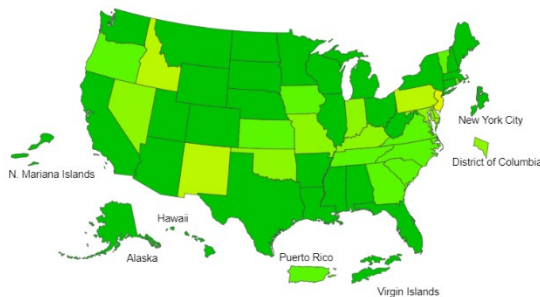 New York City
District of Columbia
N. Mariana Islands
Hawaii
Alaska
Puerto Rico
Virgin Islands